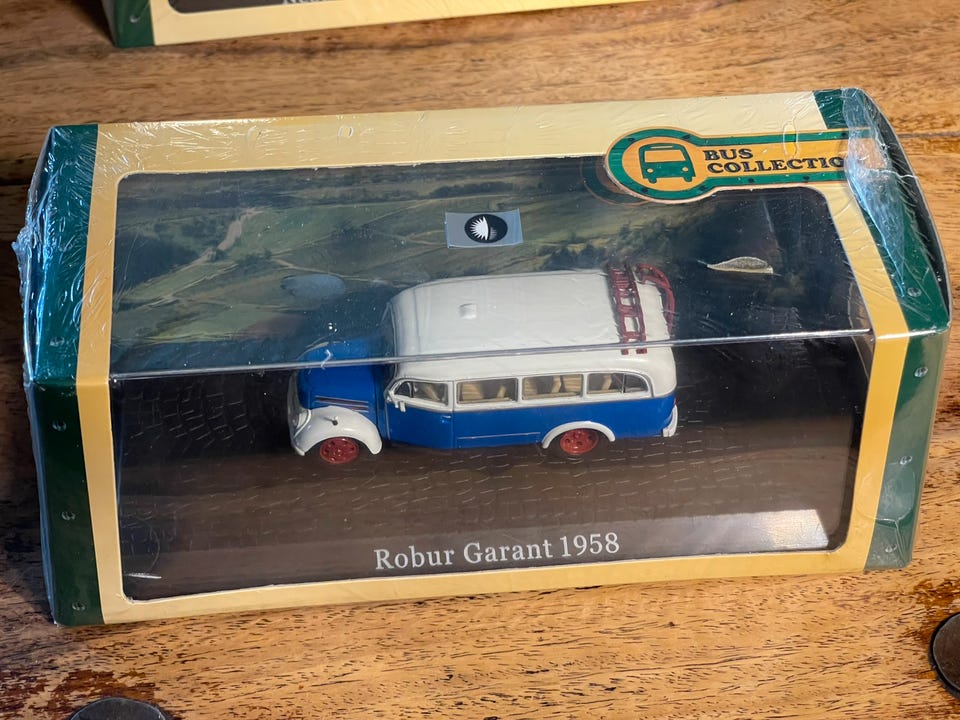 BUS
COLLECTIO
Robur Garant 1958